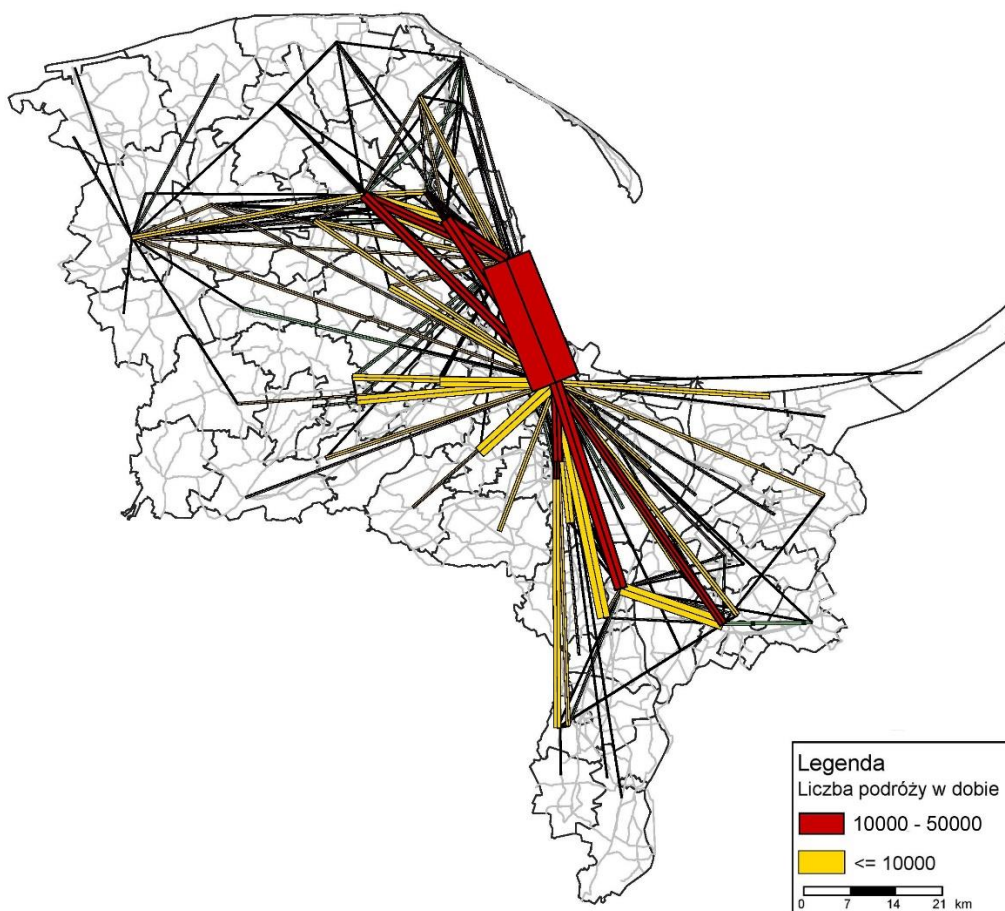 Legenda
Liczba podróży w dobie
10000 - 50000
<= 10000
0 7 14 21 km